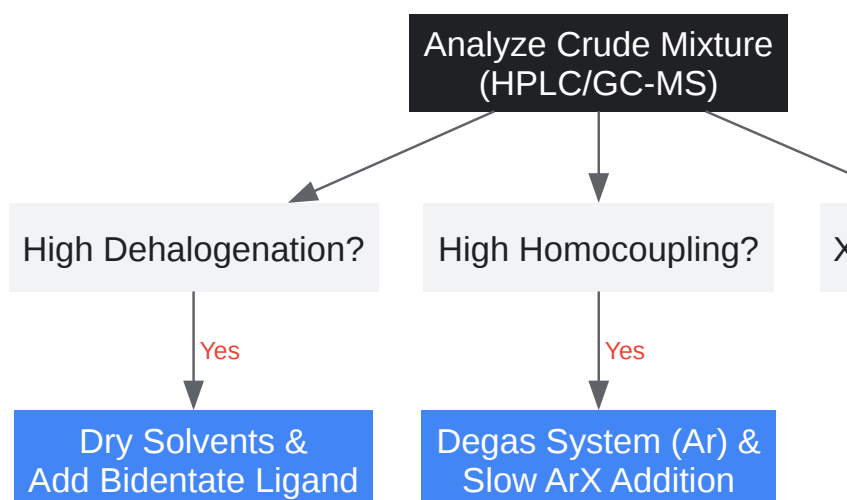 Analyze Crude Mixture
(HPLC/GC-MS)
High Dehalogenation?
High Homocoupling?
X
Yes
Yes
Dry Solvents &
Add Bidentate Ligand
Degas System (Ar) &
Slow ArX Addition